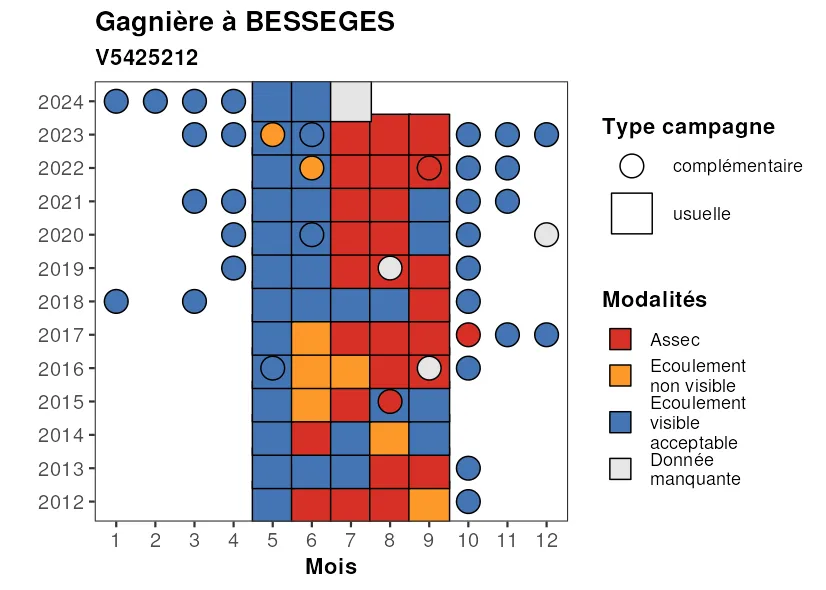 Gagnière à BESSEGES
V5425212
2024
2023
2022
2021
2020
2019
2018
2017
2016
2015
2014
2013
2012
1 2 3 4 5 6 7 8 9 10 11 12
Mois
Type campagne
complémentaire
usuelle
Modalités
Assec
Ecoulement
non visible
Ecoulement
visible
acceptable
Donnée
manquante